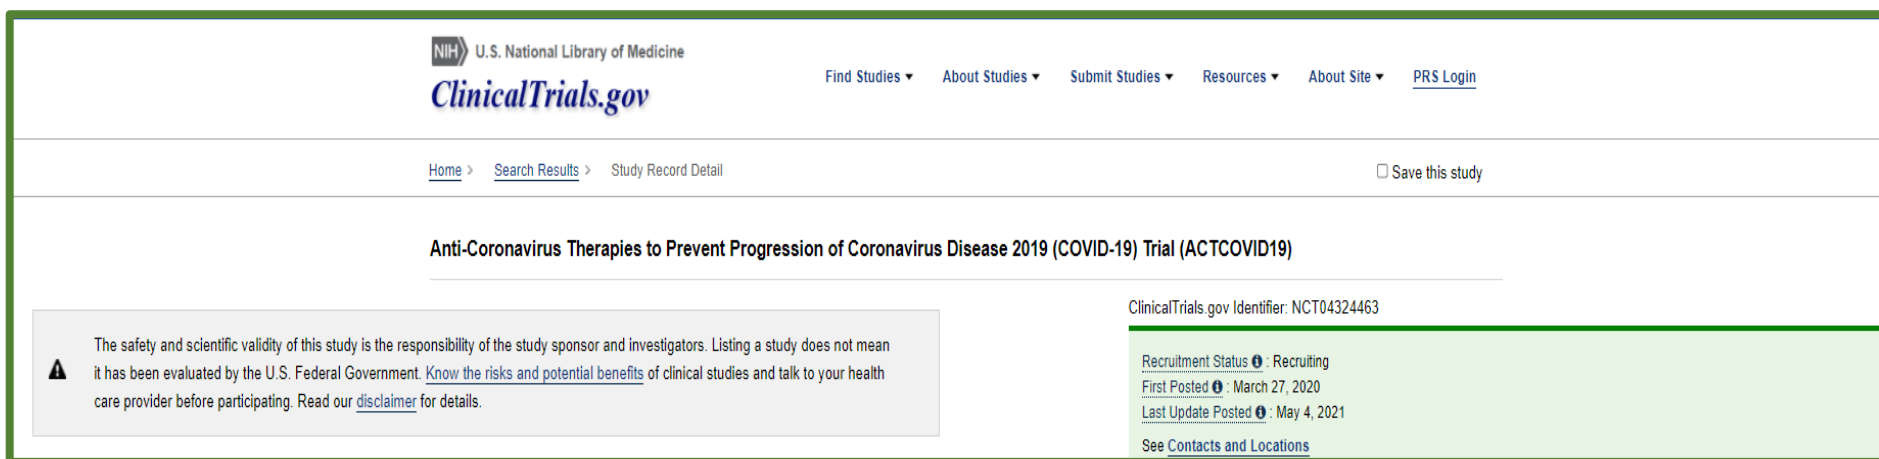 NIH U.S. National Library of Medicine
ClinicalTrials.gov
Find Studies ▾ About Studies ▾ Submit Studies ▾ Resources ▾ About Site ▾ PRS Login
Home > Search Results > Study Record Detail
Save this study
Anti-Coronavirus Therapies to Prevent Progression of Coronavirus Disease 2019 (COVID-19) Trial (ACTCOVID19)
The safety and scientific validity of this study is the responsibility of the study sponsor and investigators. Listing a study does not mean
it has been evaluated by the U.S. Federal Government. Know the risks and potential benefits of clinical studies and talk to your health
care provider before participating. Read our disclaimer for details.
ClinicalTrials.gov Identifier: NCT04324463
Recruitment Status : Recruiting
First Posted : March 27, 2020
Last Update Posted : May 4, 2021
See Contacts and Locations